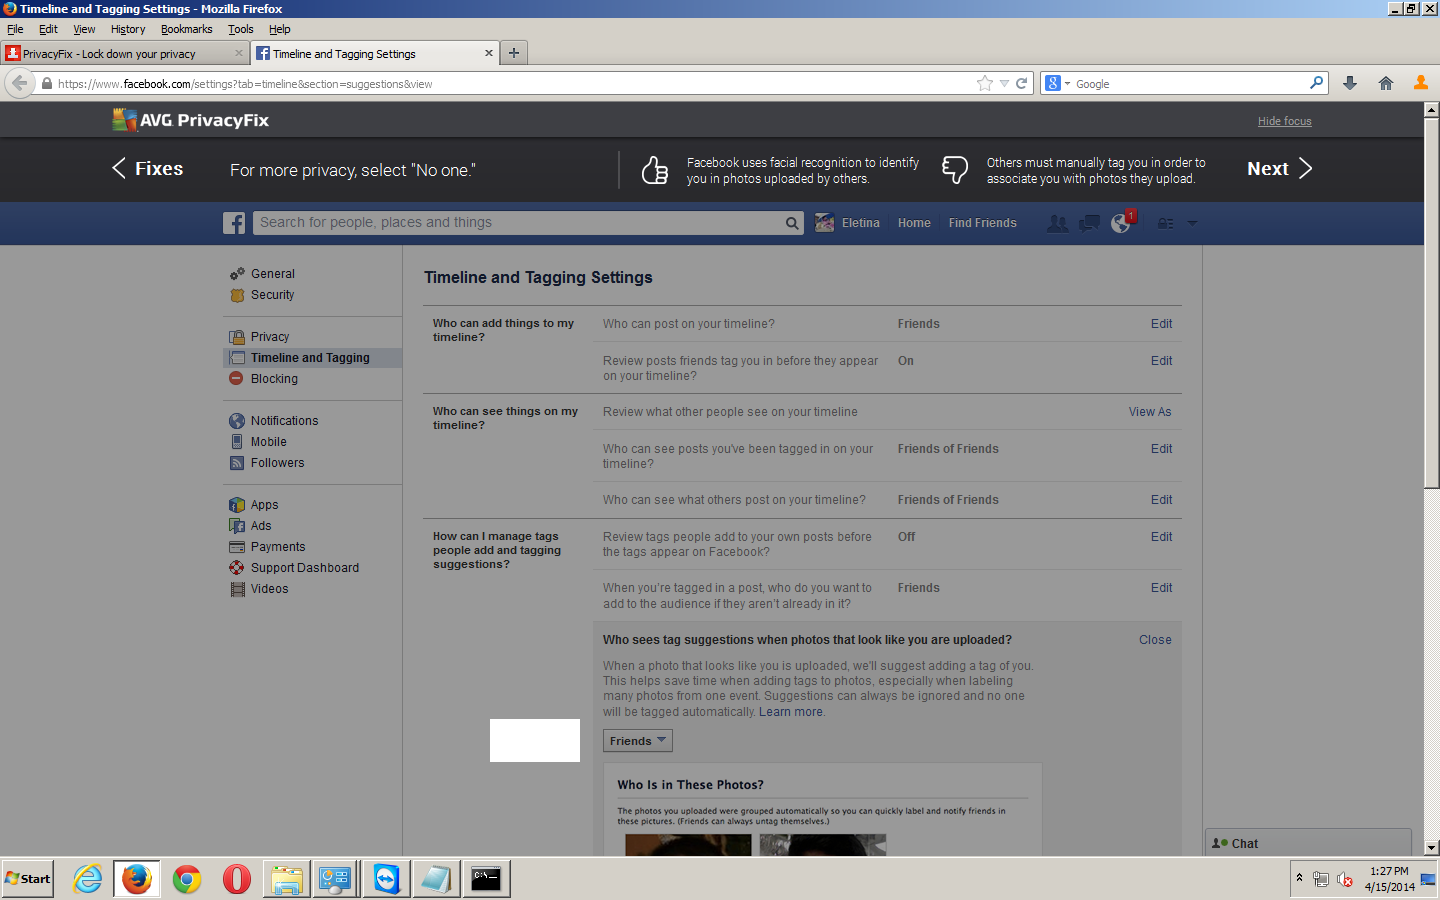 Timeline and Tagging Settings - Mozilla Firefox
File Edit View History Bookmarks Tools Help
PrivacyFix - Lock down your privacy
Timeline and Tagging Settings
https://www.facebook.com/settings?tab=timeline&section=suggestions&view
Google
AVG PrivacyFix
Hide focus
Fixes
For more privacy, select "No one."
Facebook uses facial recognition to identify
you in photos uploaded by others.
Others must manually tag you in order to
associate you with photos they upload.
Next
Search for people, places and things
Eletina Home Find Friends
1
General
Security
Privacy
Timeline and Tagging
Blocking
Notifications
Mobile
Followers
Apps
Ads
Payments
Support Dashboard
Videos
Timeline and Tagging Settings
Who can add things to my
timeline?
Who can post on your timeline? Friends Edit
Review posts friends tag you in before they appear
on your timeline?
On Edit
Who can see things on my
timeline?
Review what other people see on your timeline View As
Who can see posts you've been tagged in on your
timeline?
Friends of Friends Edit
Who can see what others post on your timeline? Friends of Friends Edit
How can I manage tags
people add and tagging
suggestions?
Review tags people add to your own posts before
the tags appear on Facebook?
Off Edit
When you're tagged in a post, who do you want to
add to the audience if they aren't already in it?
Friends Edit
Who sees tag suggestions when photos that look like you are uploaded? Close
When a photo that looks like you is uploaded, we'll suggest adding a tag of you.
This helps save time when adding tags to photos, especially when labeling
many photos from one event. Suggestions can always be ignored and no one
will be tagged automatically. Learn more.
Friends
Who Is in These Photos?
The photos you uploaded were grouped automatically so you can quickly label and notify friends in
these pictures. (Friends can always untag themselves.)
Chat
Start
C:\._
1:27 PM
4/15/2014